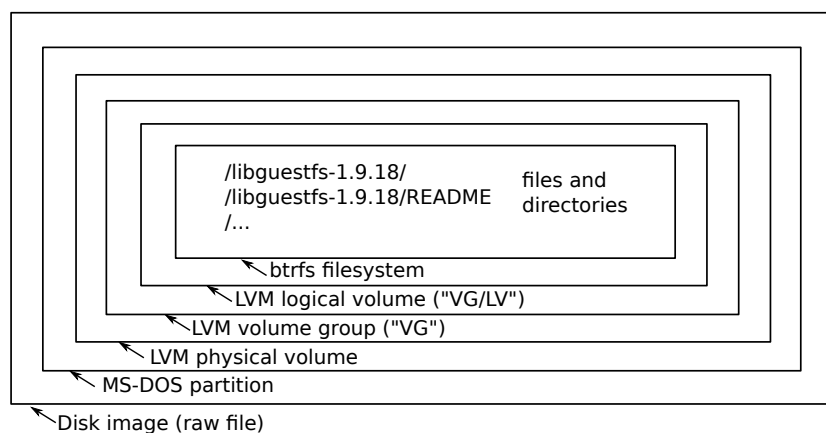 /libguestfs-1.9.18/
/libguestfs-1.9.18/README
/...
files and
directories
btrfs filesystem
LVM logical volume ("VG/LV")
LVM volume group ("VG")
LVM physical volume
MS-DOS partition
Disk image (raw file)